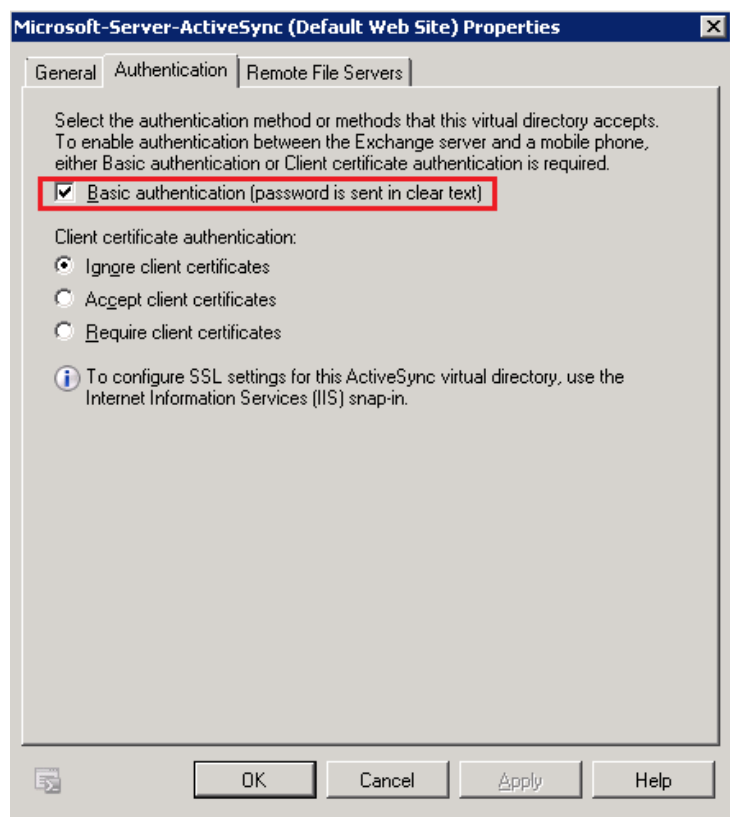 Microsoft-Server-ActiveSync (Default Web Site) Properties
General Authentication Remote File Servers
Select the authentication method or methods that this virtual directory accepts.
To enable authentication between the Exchange server and a mobile phone,
either Basic authentication or Client certificate authentication is required.
Basic authentication (password is sent in clear text)
Client certificate authentication:
Ignore client certificates
Accept client certificates
Require client certificates
To configure SSL settings for this ActiveSync virtual directory, use the
Internet Information Services (IIS) snap-in.
OK Cancel Apply Help